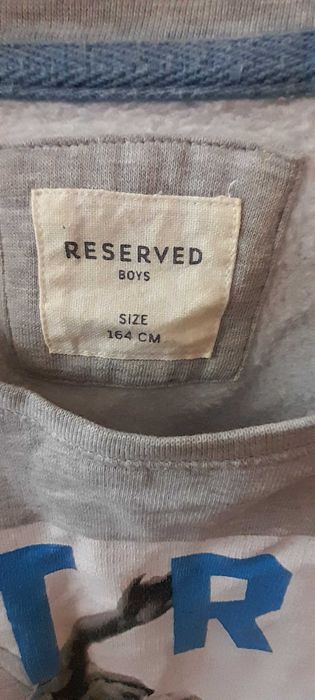 RESERVED
BOYS
SIZE
164 CM
T R